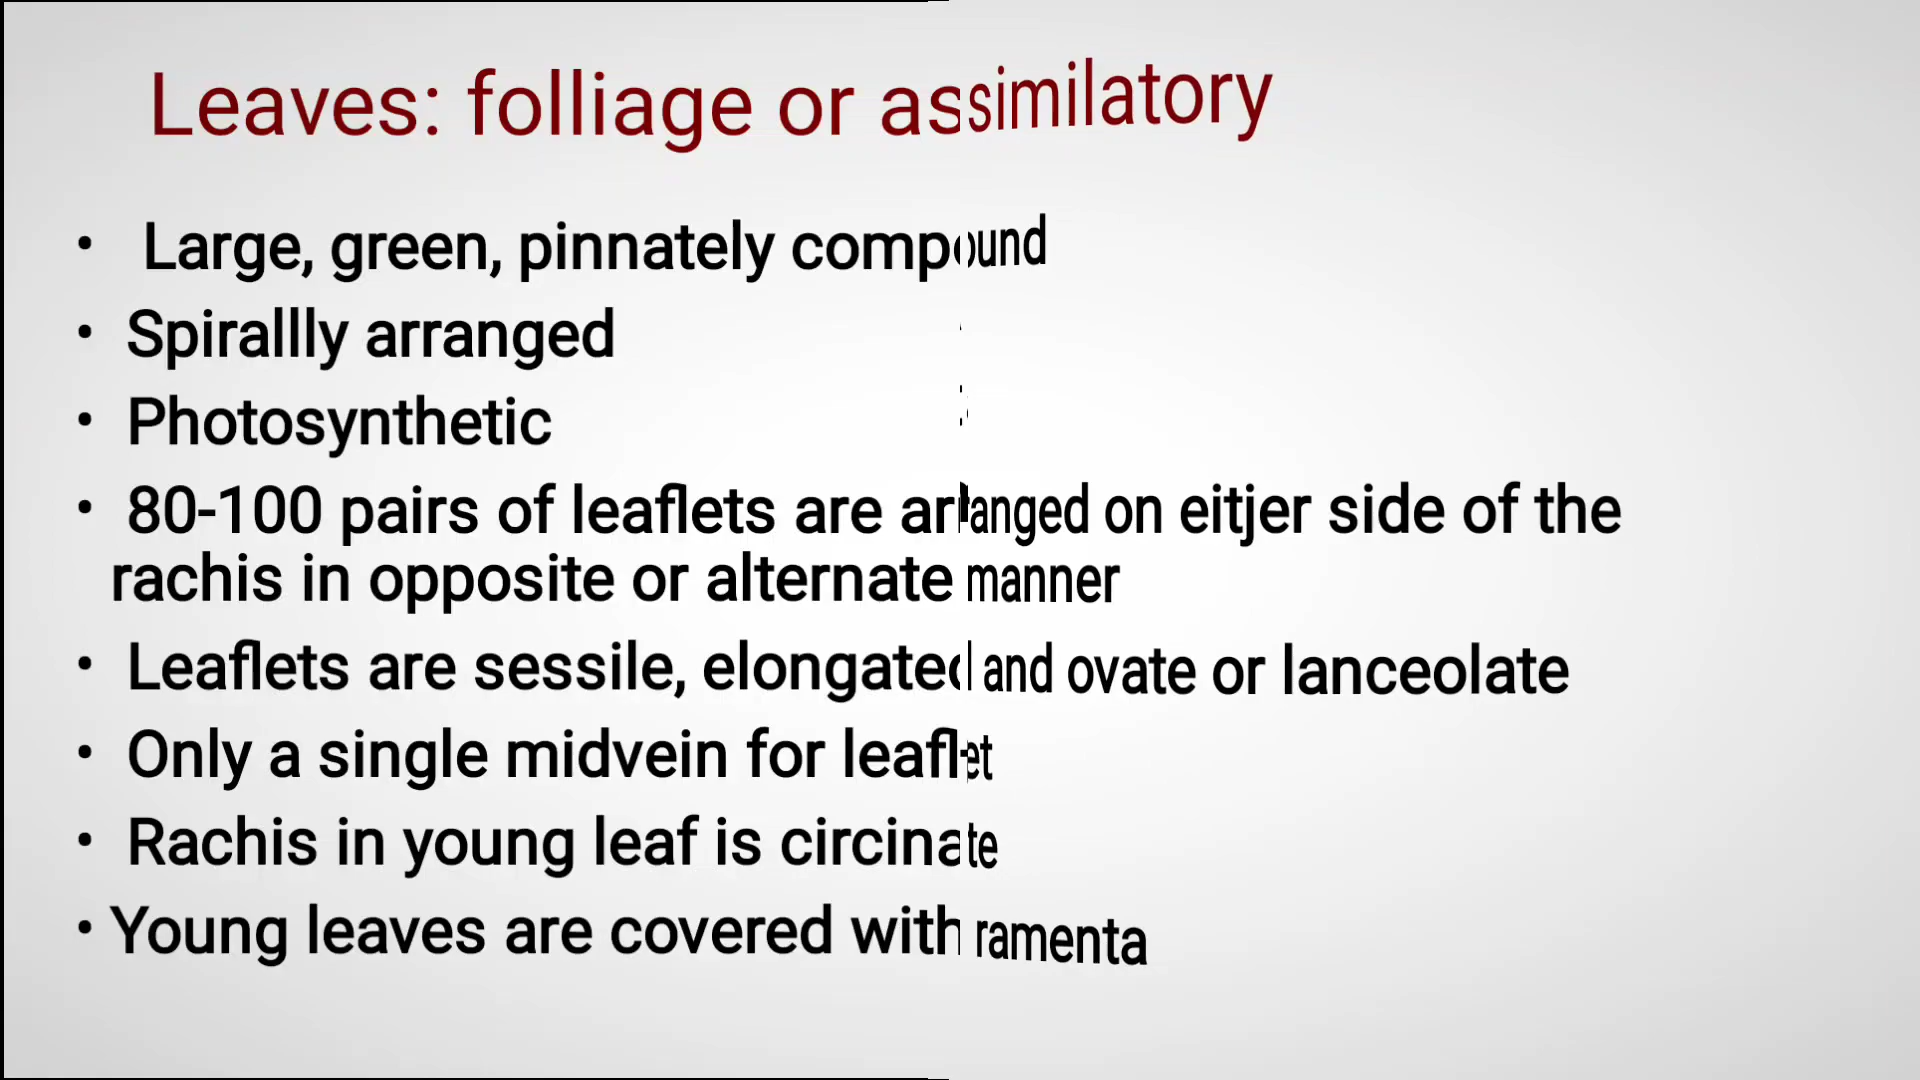 Leaves: folliage or assimilatory
• Large, green, pinnately compound
• Spirallly arranged
• Photosynthetic
• 80-100 pairs of leaflets are arranged on eitjer side of the
rachis in opposite or alternate manner
• Leaflets are sessile, elongated and ovate or lanceolate
• Only a single midvein for leaflet
• Rachis in young leaf is circinate
• Young leaves are covered with ramenta